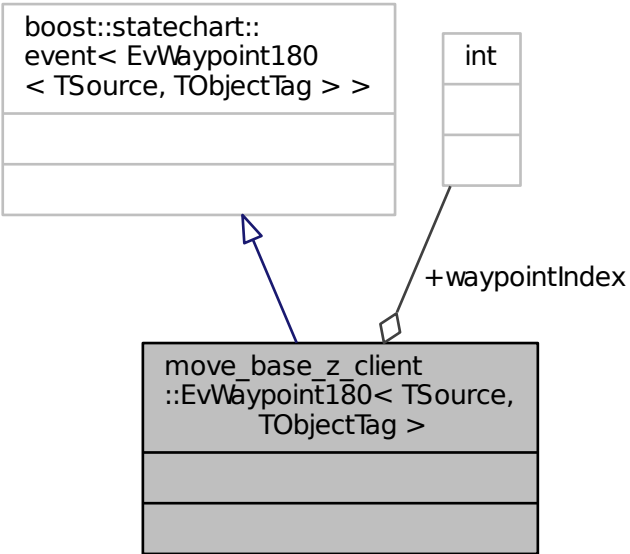 boost::statechart::
event< EvWaypoint180
< TSource, TObjectTag > >
int
+waypointIndex
move_base_z_client
::EvWaypoint180< TSource,
TObjectTag >